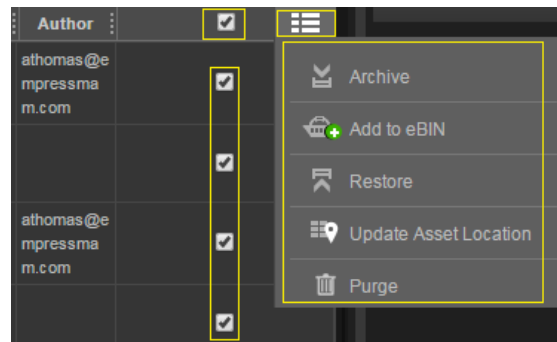 Author
athomas@e
mpressma
m.com
athomas@e
mpressma
m.com
Archive
Add to eBIN
Restore
Update Asset Location
Purge